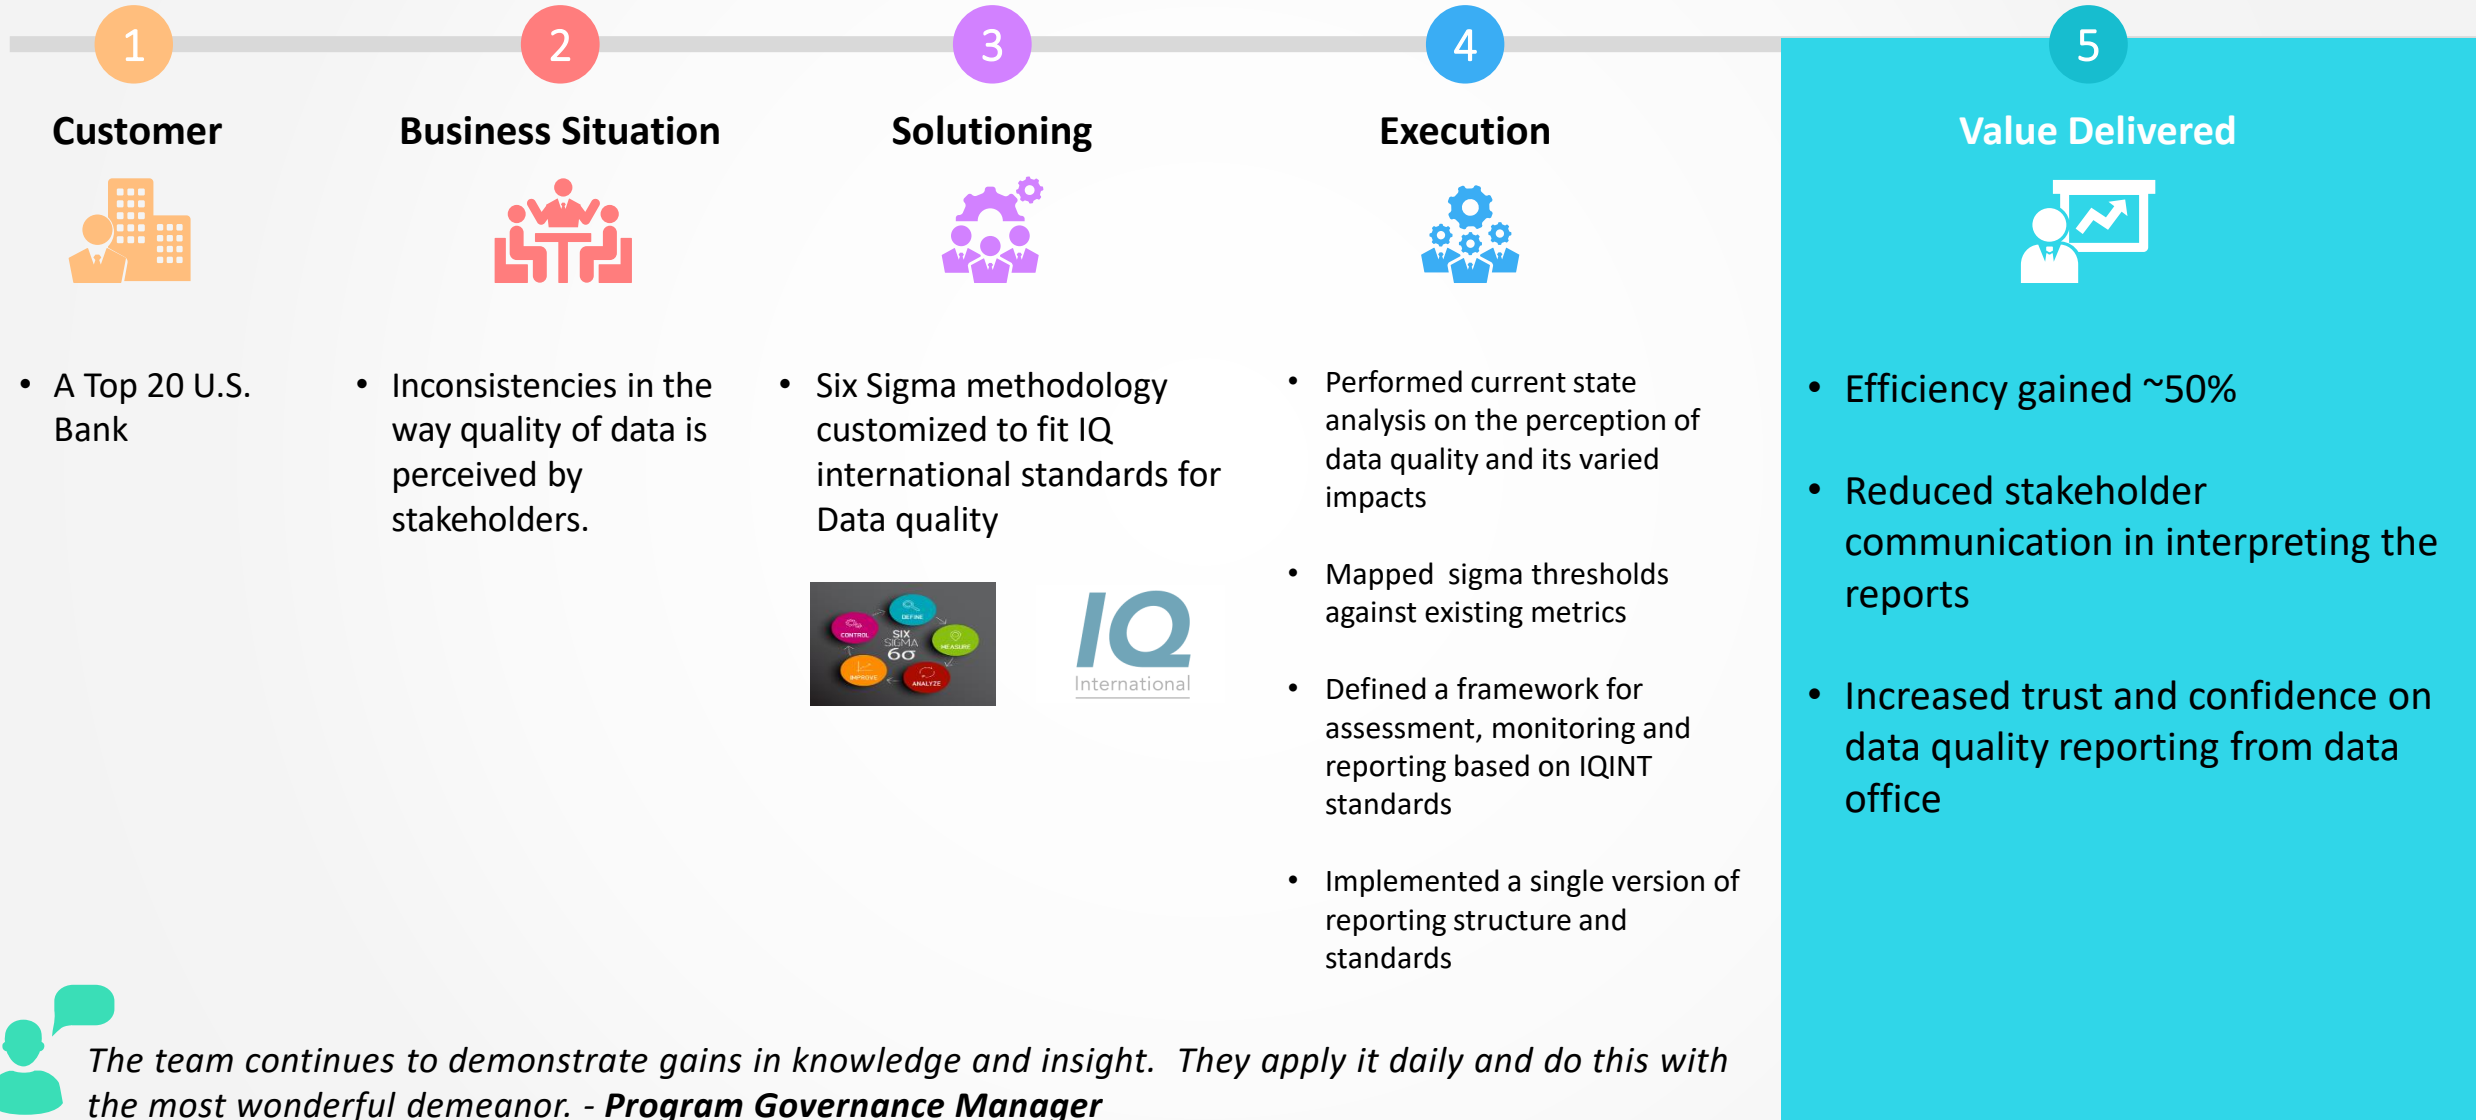 1
2
3
4
5
Customer
Business Situation
Solutioning
Execution
Value Delivered
• A Top 20 U.S.
Bank
• Inconsistencies in the
way quality of data is
perceived by
stakeholders.
• Six Sigma methodology
customized to fit IQ
international standards for
Data quality
DEFINE
CONTROL
SIX
SIGMA
6σ
MEASURE
IMPROVE
ANALYZE
IQ
International
• Performed current state
analysis on the perception of
data quality and its varied
impacts
• Mapped  sigma thresholds
against existing metrics
• Defined a framework for
assessment, monitoring and
reporting based on IQINT
standards
• Implemented a single version of
reporting structure and
standards
• Efficiency gained ~50%
• Reduced stakeholder
communication in interpreting the
reports
• Increased trust and confidence on
data quality reporting from data
office
The team continues to demonstrate gains in knowledge and insight.  They apply it daily and do this with
the most wonderful demeanor. - Program Governance Manager